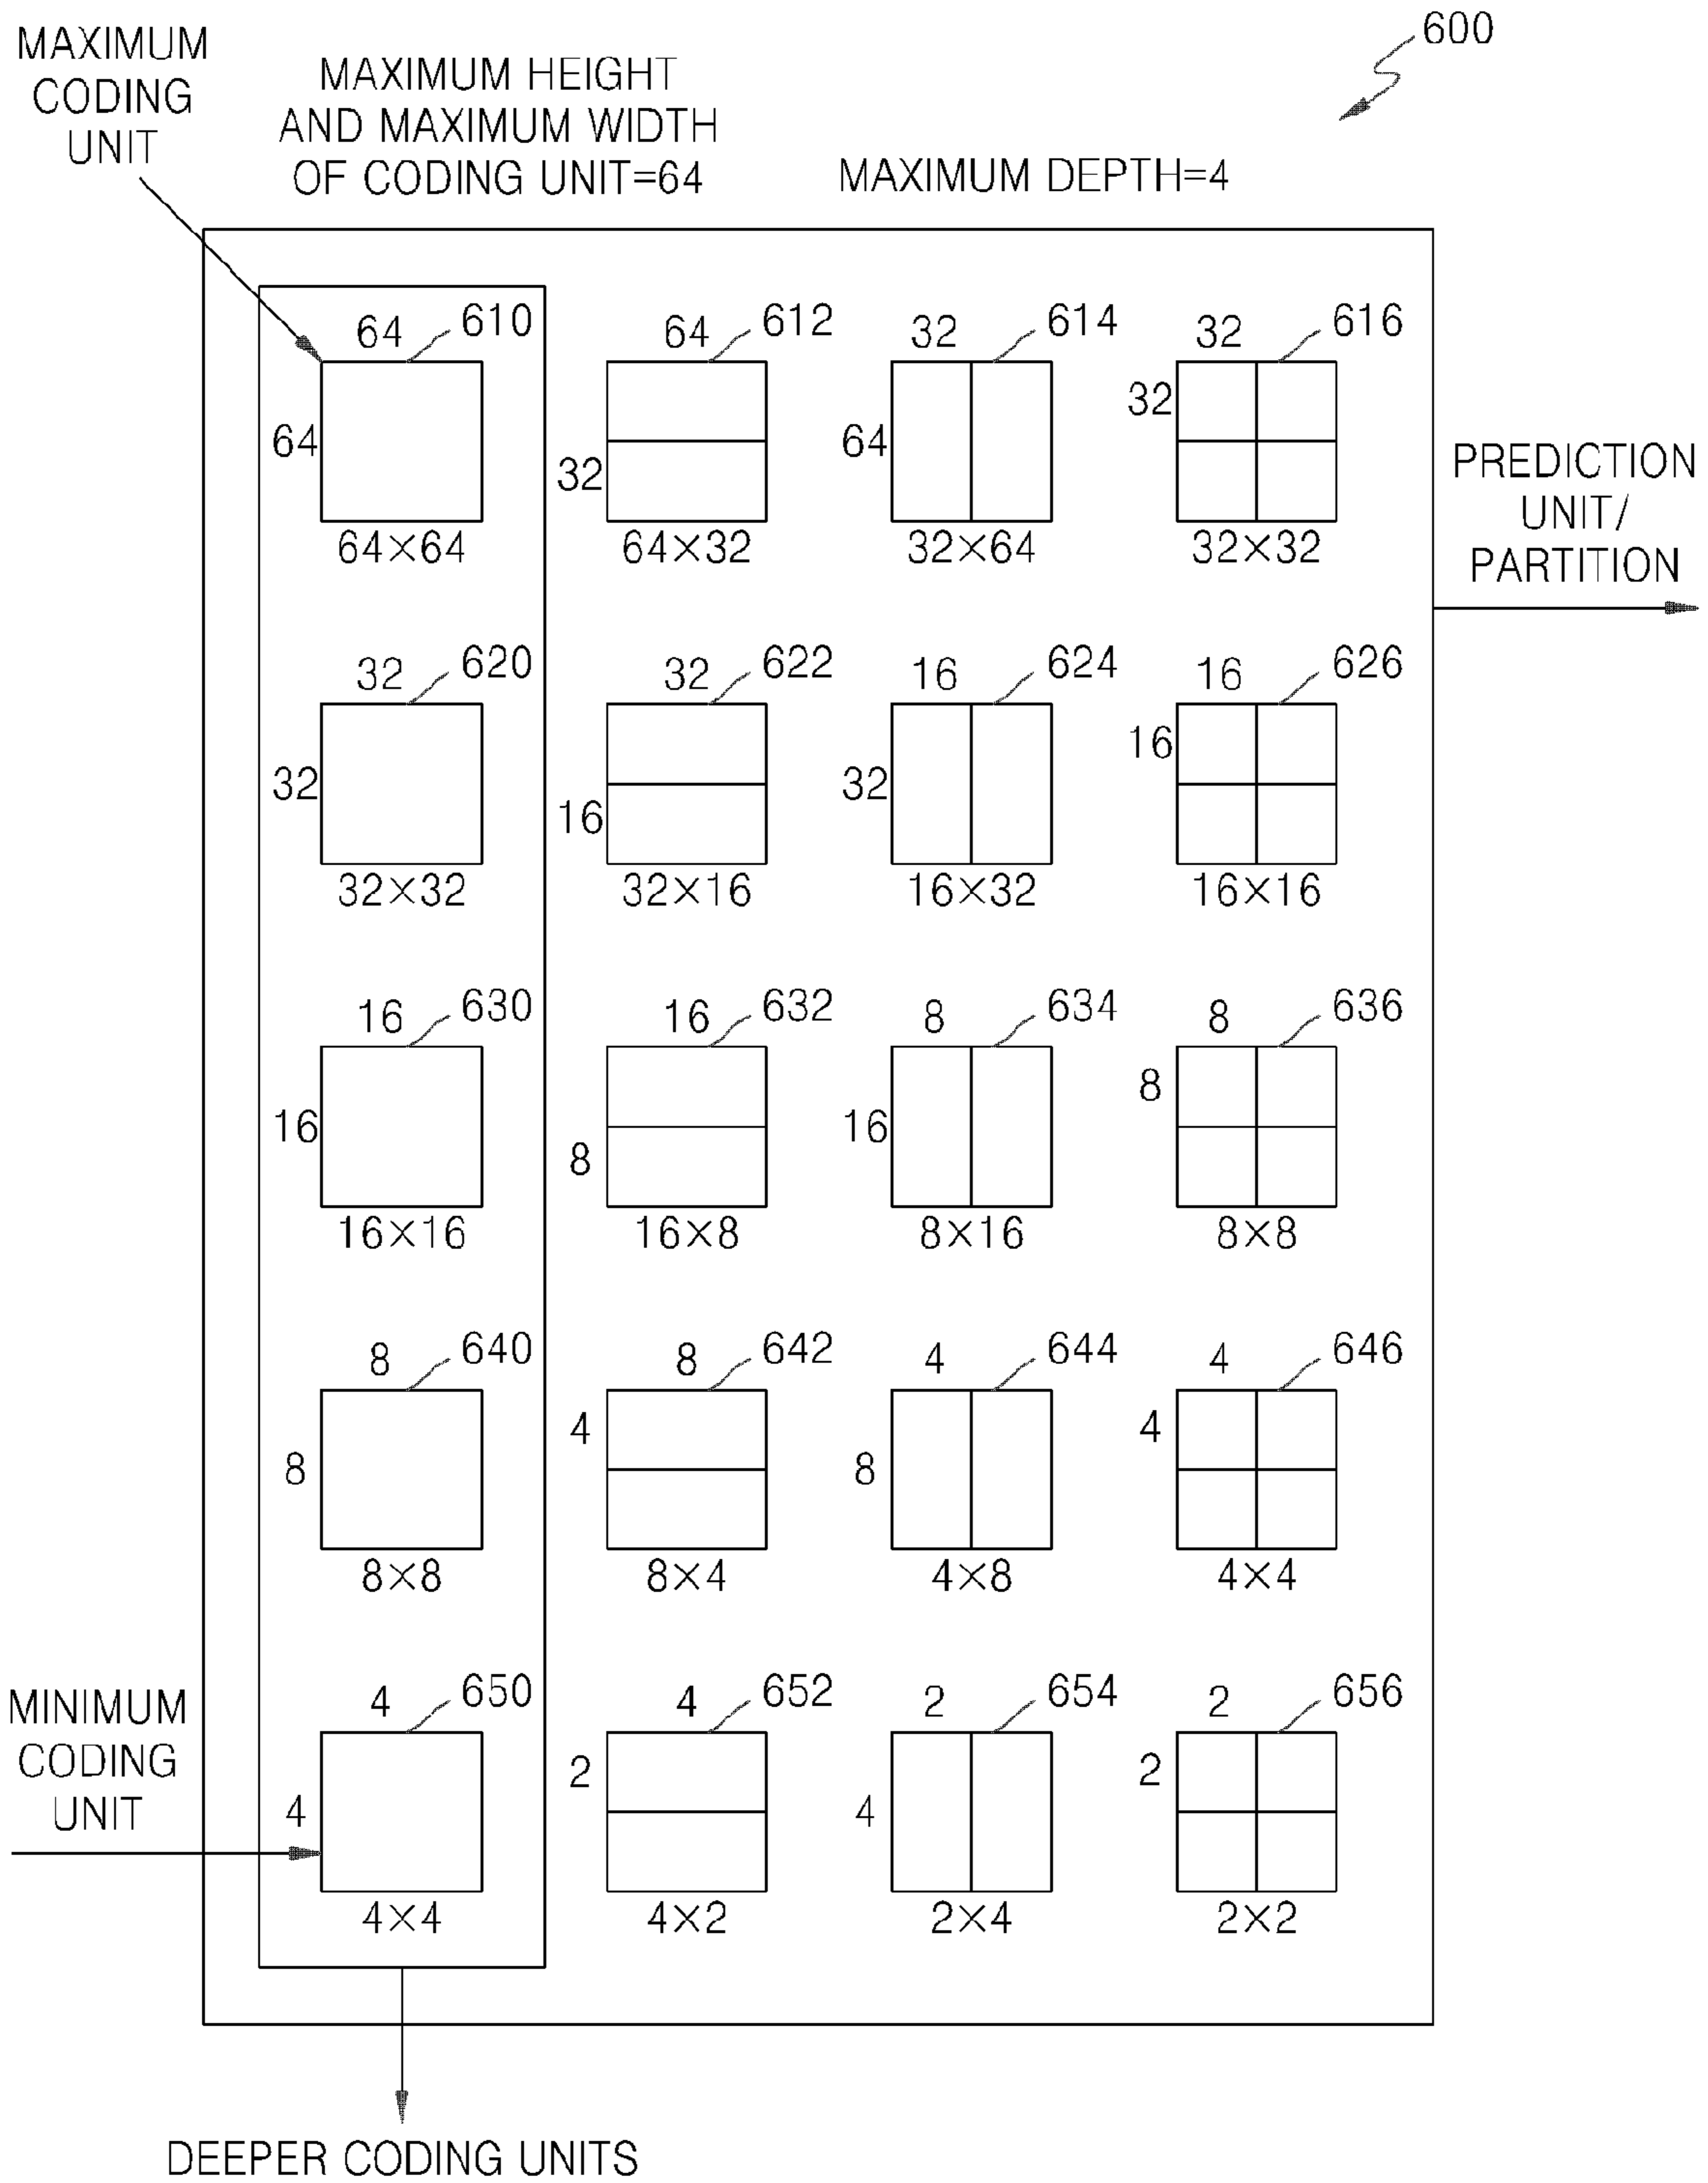 600
MAXIMUM
CODING
UNIT
MAXIMUM HEIGHT
AND MAXIMUM WIDTH
OF CODING UNIT=64
MAXIMUM DEPTH=4
64 610 64 612 32 614 32 616
64 32 64 32
64×64 64×32 32×64 32×32
PREDICTION
UNIT/
PARTITION
32 620 32 622 16 624 16 626
32 16 32 16
32×32 32×16 16×32 16×16
16 630 16 632 8 634 8 636
16 8 16 8
16×16 16×8 8×16 8×8
8 640 8 642 4 644 4 646
8 4 8 4
8×8 8×4 4×8 4×4
MINIMUM
CODING
UNIT
4 650 4 652 2 654 2 656
4 2 4 2
4×4 4×2 2×4 2×2
DEEPER CODING UNITS